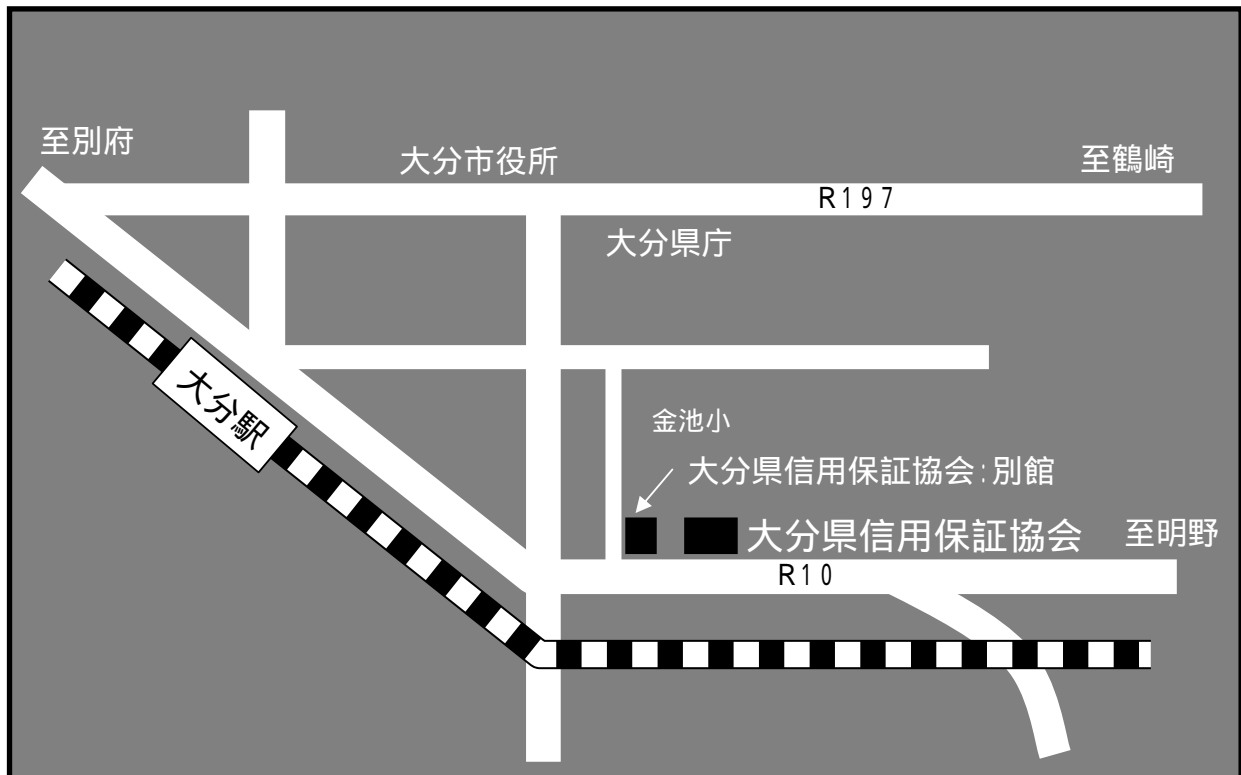 至別府
大分市役所
至鶴崎
R197
大分県庁
大分駅
金池小
大分県信用保証協会:別館
大分県信用保証協会
至明野
R10